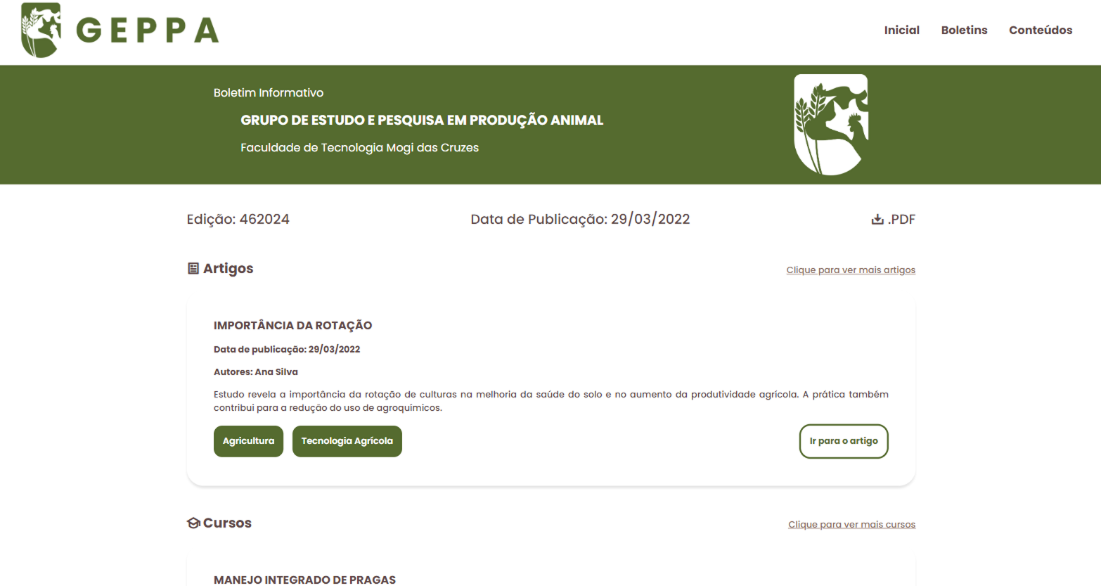 GEPPA
Inicial Boletins Conteúdos
Boletim Informativo
GRUPO DE ESTUDO E PESQUISA EM PRODUÇÃO ANIMAL
Faculdade de Tecnologia Mogi das Cruzes
Edição: 462024 Data de Publicação: 29/03/2022 .PDF
Artigos Clique para ver mais artigos
IMPORTÂNCIA DA ROTAÇÃO
Data de publicação: 29/03/2022
Autores: Ana Silva
Estudo revela a importância da rotação de culturas na melhoria da saúde do solo e no aumento da produtividade agrícola. A prática também
contribui para a redução do uso de agroquímicos.
Agricultura Tecnologia Agrícola Ir para o artigo
Cursos Clique para ver mais cursos
MANEJO INTEGRADO DE PRAGAS